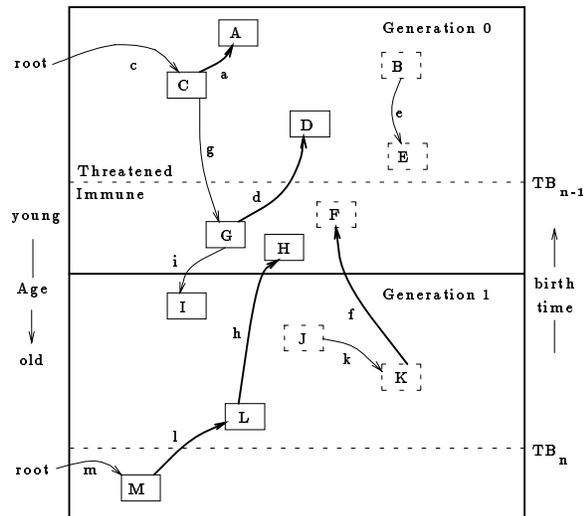 A
Generation 0
root
c
B
a
C
e
D
g
E
Threatened
TB n-1
Immune
d
F
young
G
H
i
Age
Generation 1
birth
time
I
f
h
J
old
k
K
L
l
TB n
root
m
M